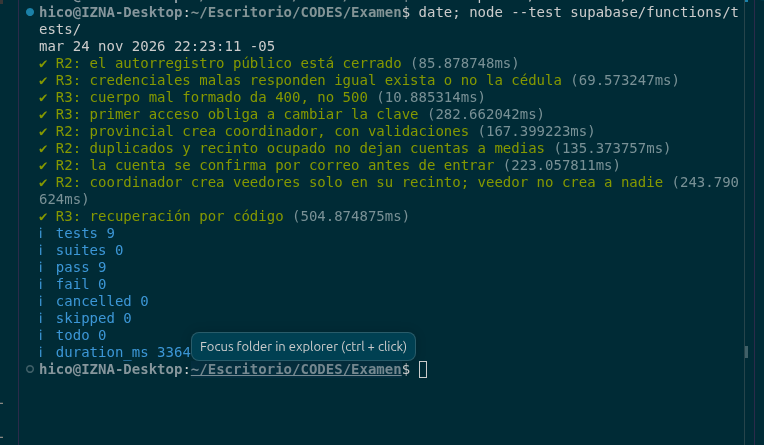 hico@IZNA-Desktop:~/Escritorio/CODES/Examen$ date; node --test supabase/functions/t
ests/
mar 24 nov 2026 22:23:11 -05
✔ R2: el autorregistro público está cerrado (85.878748ms)
✔ R3: credenciales malas responden igual exista o no la cédula (69.573247ms)
✔ R3: cuerpo mal formado da 400, no 500 (10.885314ms)
✔ R3: primer acceso obliga a cambiar la clave (282.662042ms)
✔ R2: provincial crea coordinador, con validaciones (167.399223ms)
✔ R2: duplicados y recinto ocupado no dejan cuentas a medias (135.373757ms)
✔ R2: la cuenta se confirma por correo antes de entrar (223.057811ms)
✔ R2: coordinador crea veedores solo en su recinto; veedor no crea a nadie (243.790
624ms)
✔ R3: recuperación por código (504.874875ms)
ℹ tests 9
ℹ suites 0
ℹ pass 9
ℹ fail 0
ℹ cancelled 0
ℹ skipped 0
ℹ todo 0
ℹ duration_ms 3364
Focus folder in explorer (ctrl + click)
hico@IZNA-Desktop:~/Escritorio/CODES/Examen$